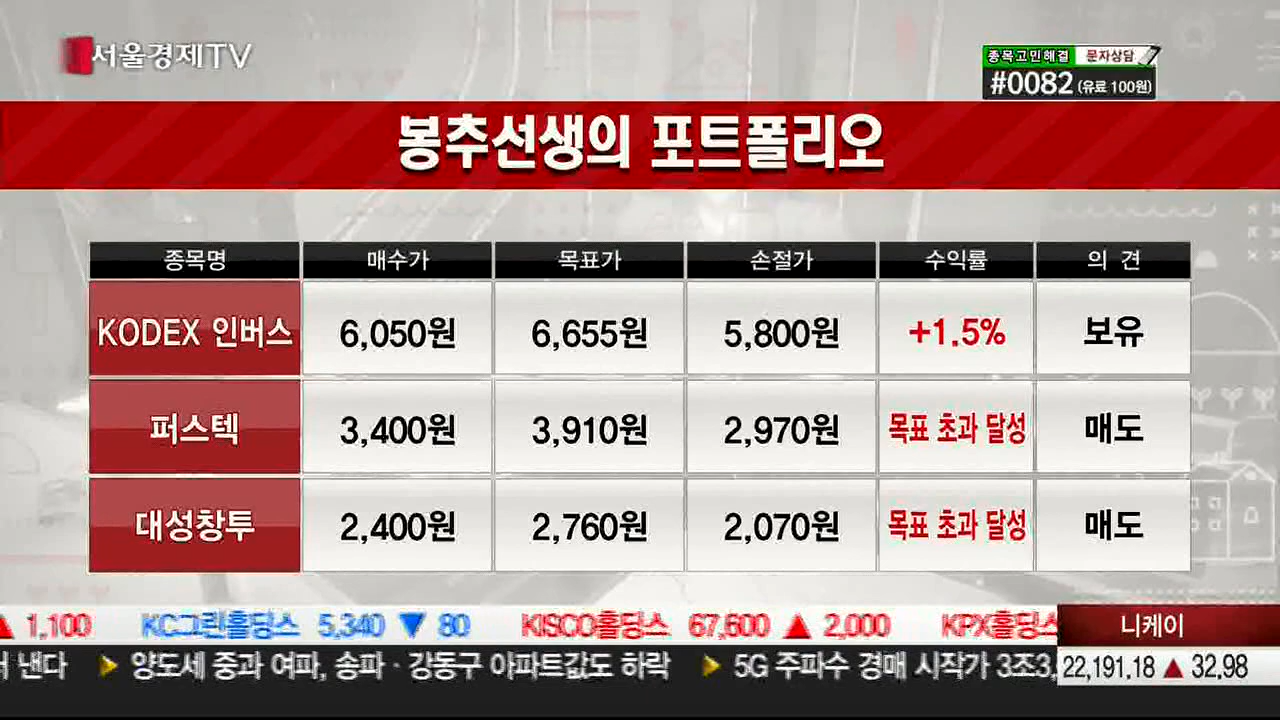 서울경제TV
종목고민해결 문자상담
#0082 (유료 100원)
봉추선생의 포트폴리오
종목명 매수가 목표가 손절가 수익률 의 견
KODEX 인버스 6,050원 6,655원 5,800원 +1.5% 보유
퍼스텍 3,400원 3,910원 2,970원 목표 초과 달성 매도
대성창투 2,400원 2,760원 2,070원 목표 초과 달성 매도
▲ 1,100 KC그린홀딩스 5,340 ▼ 80 KISCO홀딩스 67,600 ▲ 2,000 KPX홀딩스 니케이
낸다 ▶ 양도세 중과 여파, 송파·강동구 아파트값도 하락 ▶ 5G 주파수 경매 시작가 3조3, 22,191.18 ▲ 32.98